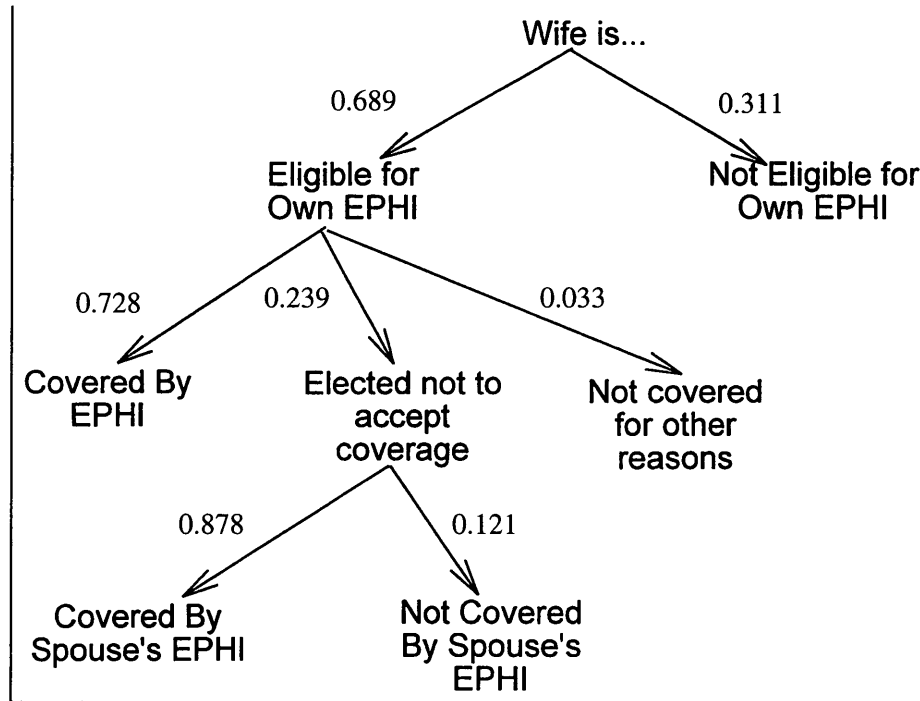 Wife is...
0.689
0.311
Eligible for
Own EPHI
Not Eligible for
Own EPHI
0.728
0.239
0.033
Covered By
EPHI
Elected not to
accept
coverage
Not covered
for other
reasons
0.878
0.121
Covered By
Spouse's EPHI
Not Covered
By Spouse's
EPHI